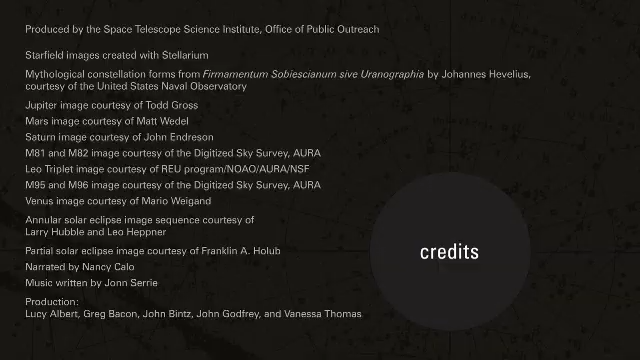 Produced by the Space Telescope Science Institute, Office of Public Outreach
Starfield images created with Stellarium
Mythological constellation forms from Firmamentum Sobiescianum sive Uranographia by Johannes Hevelius,
courtesy of the United States Naval Observatory
Jupiter image courtesy of Todd Gross
Mars image courtesy of Matt Wedel
Saturn image courtesy of John Endreson
M81 and M82 image courtesy of the Digitized Sky Survey, AURA
Leo Triplet image courtesy of REU program/NOAO/AURA/NSF
M95 and M96 image courtesy of the Digitized Sky Survey, AURA
Venus image courtesy of Mario Weigand
Annular solar eclipse image sequence courtesy of
Larry Hubble and Leo Heppner
Partial solar eclipse image courtesy of Franklin A. Holub
Narrated by Nancy Calo
Music written by Jonn Serrie
Production:
Lucy Albert, Greg Bacon, John Bintz, John Godfrey, and Vanessa Thomas
credits